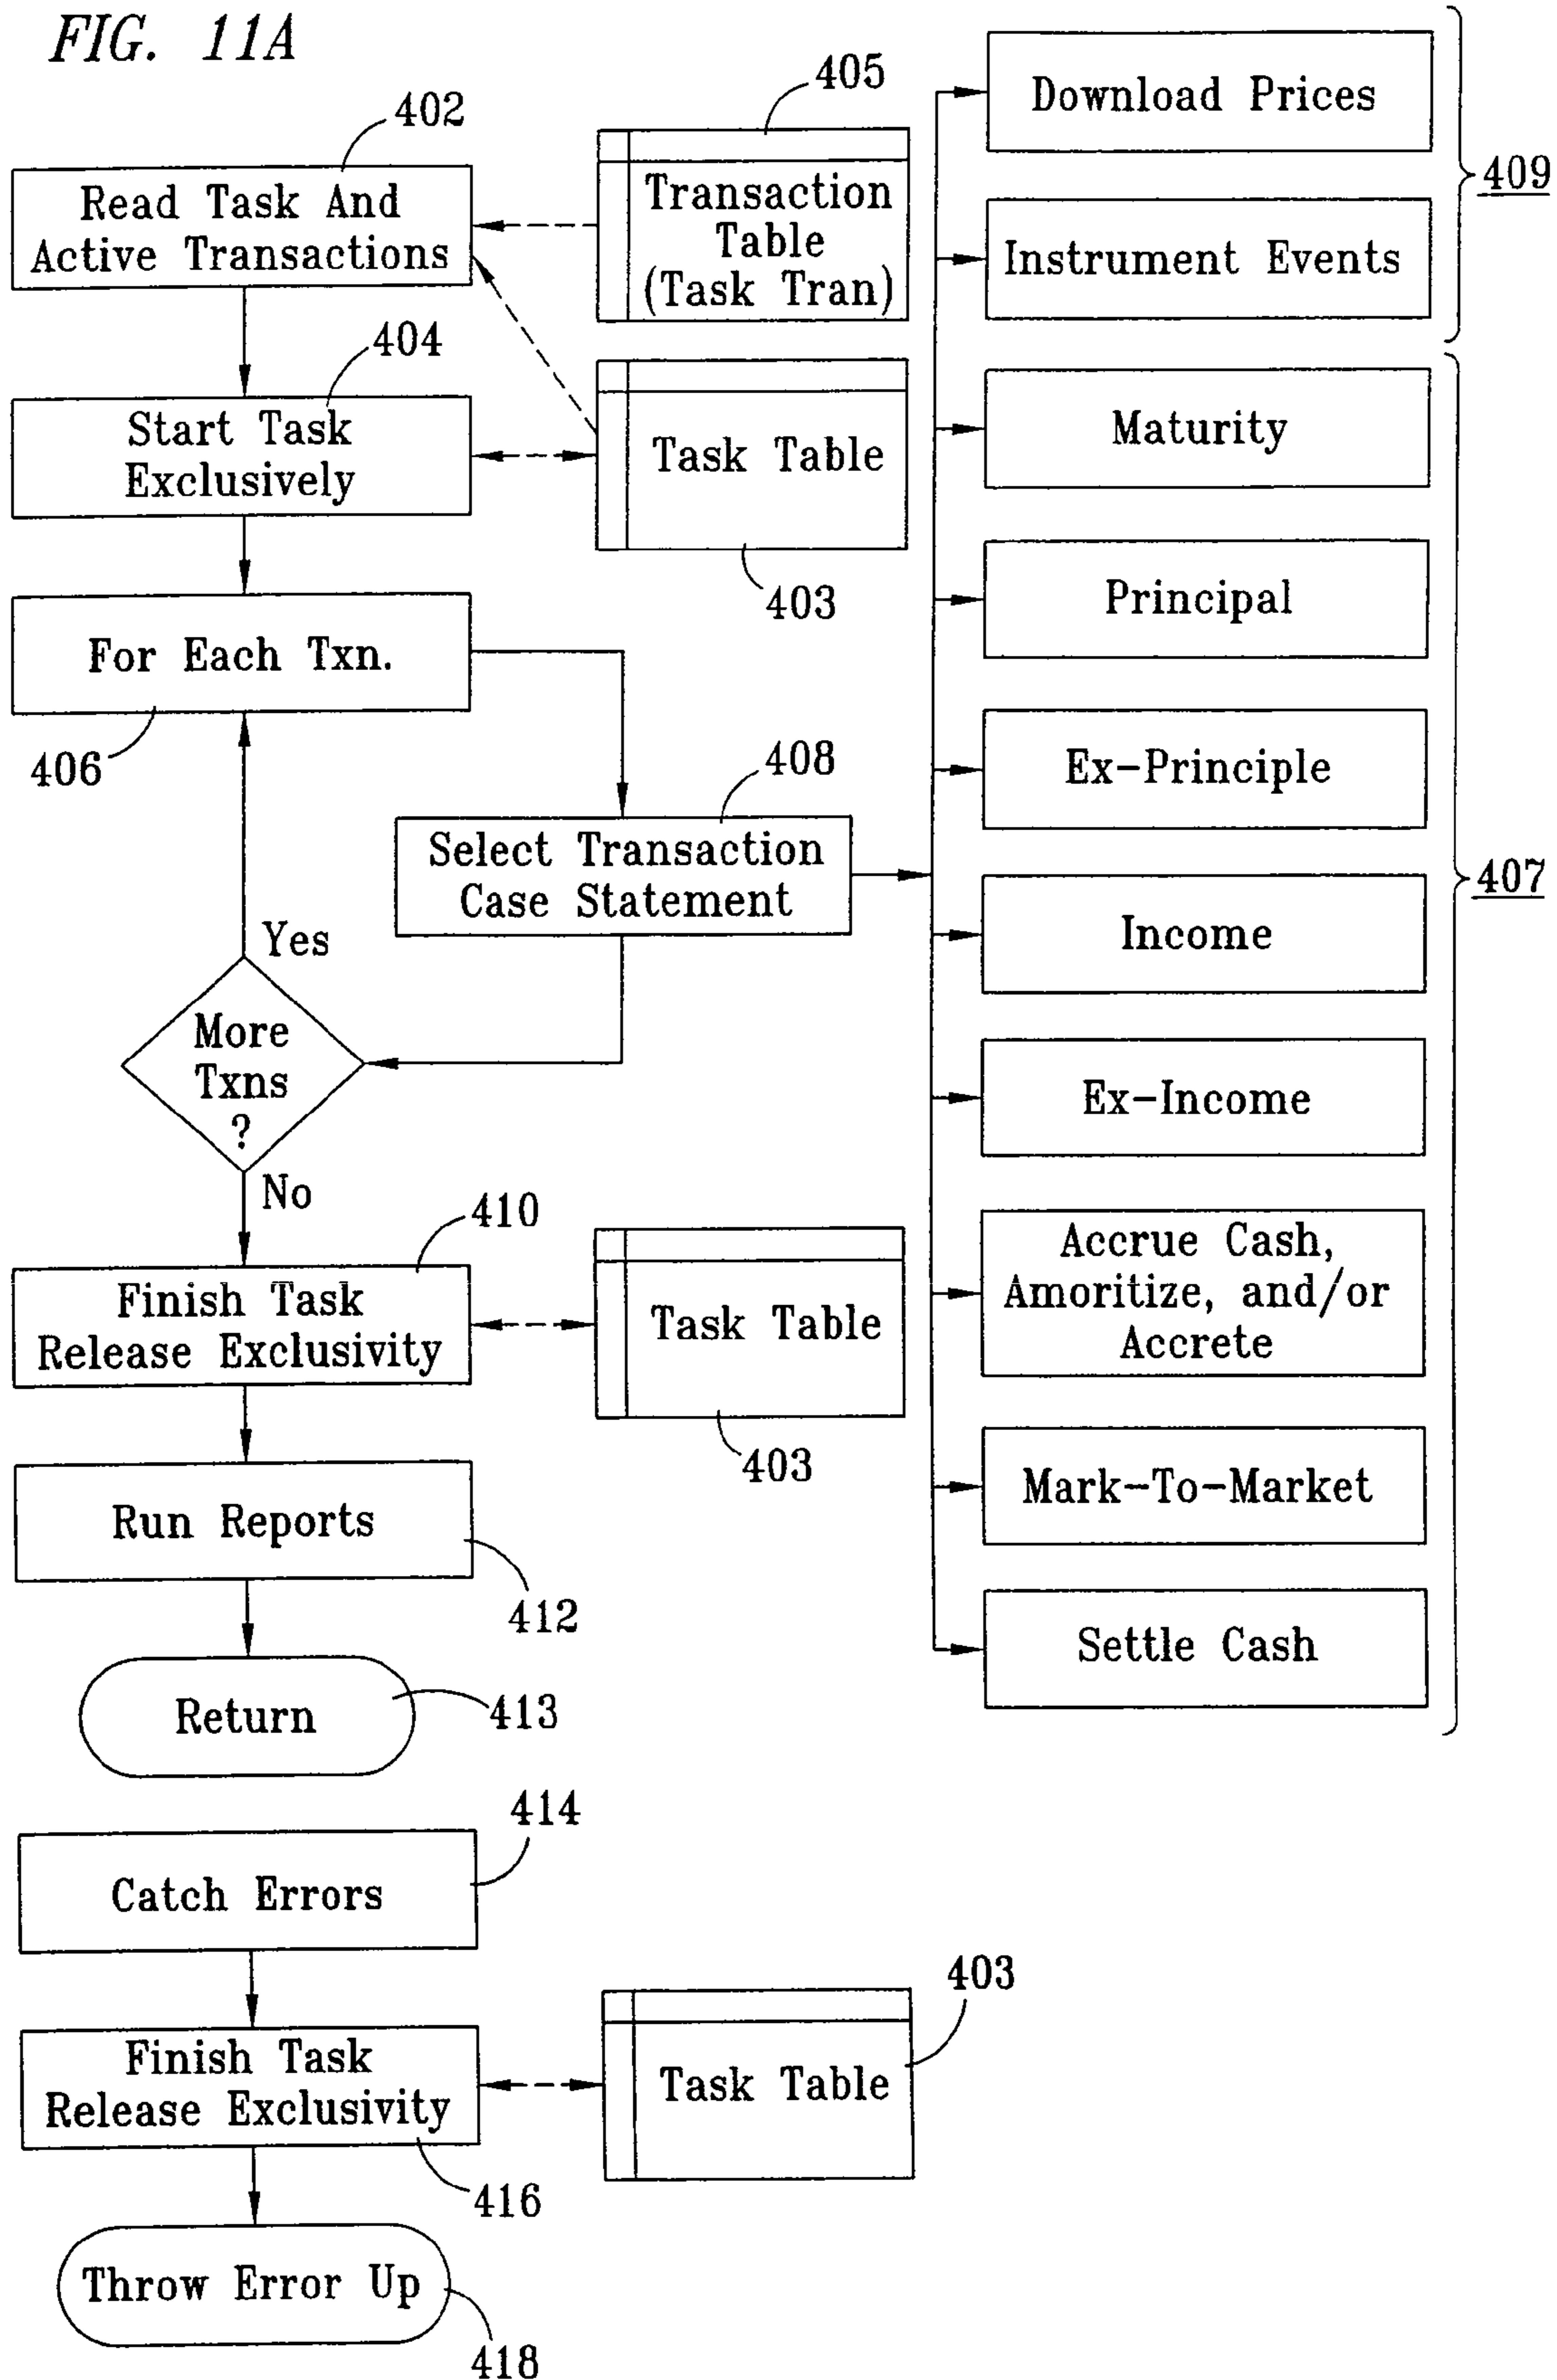 FIG. 11A
402
Read Task And
Active Transactions
405
Transaction
Table
(Task Tran)
404
Start Task
Exclusively
Task Table
403
For Each Txn.
406
408
Select Transaction
Case Statement
Yes
More
Txns
?
No
410
Finish Task
Release Exclusivity
Task Table
403
Run Reports
412
Return
413
Download Prices
Instrument Events
409
Maturity
Principal
Ex-Principle
Income
Ex-Income
Accrue Cash,
Amoritize, and/or
Accrete
Mark-To-Market
Settle Cash
407
414
Catch Errors
Finish Task
Release Exclusivity
416
Task Table
403
Throw Error Up
418